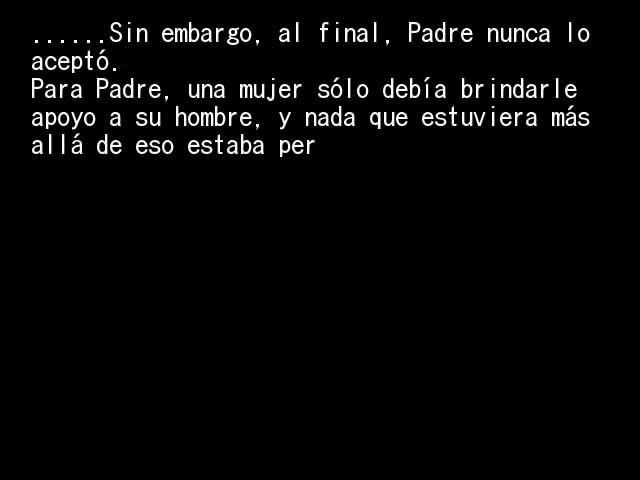 ......Sin embargo, al final, Padre nunca lo
aceptó.
Para Padre, una mujer sólo debía brindarle
apoyo a su hombre, y nada que estuviera más
allá de eso estaba per